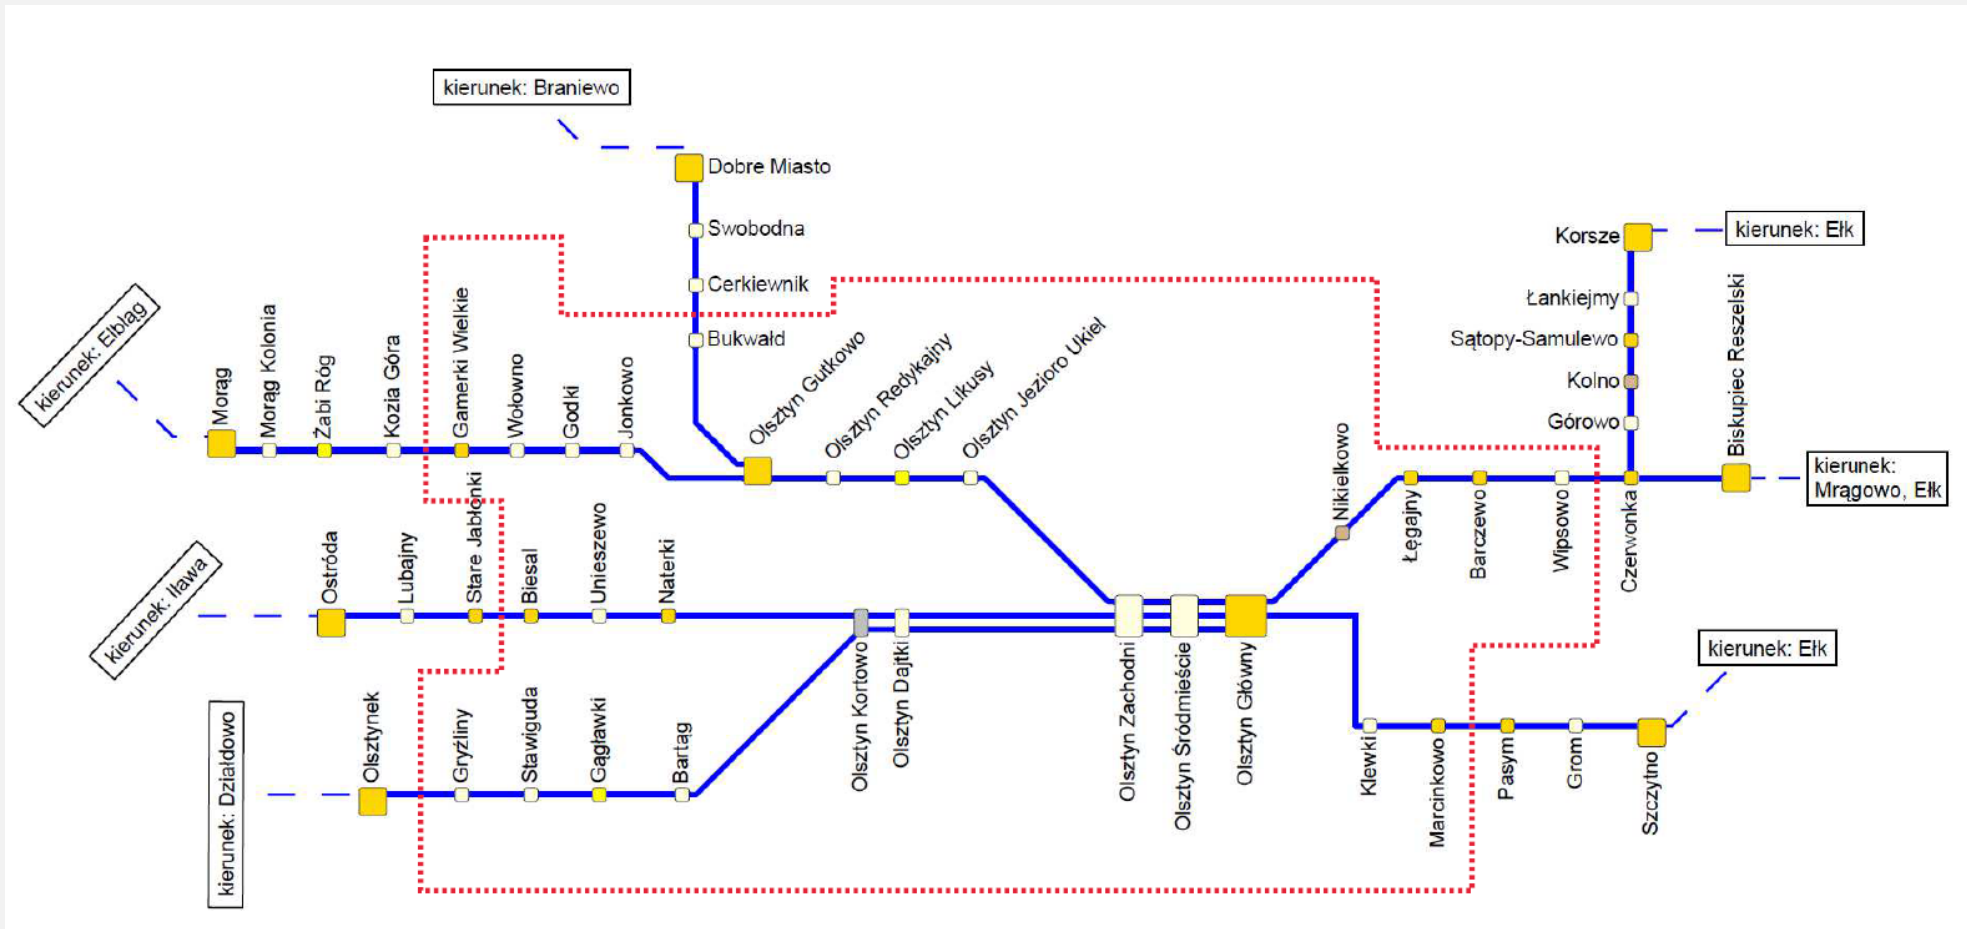 kierunek: Braniewo
Dobre Miasto
Swobodna
Cerkiewnik
Bukwałd
kierunek: Ełk
Korsze
Łankiejmy
Sątopy-Samulewo
Kolno
Górowo
Biskupiec Reszelski
kierunek:
Mrągowo, Ełk
kierunek: Elbląg
Morąg
Morąg Kolonia
Żabi Róg
Kozia Góra
Gamerki Wielkie
Wołowno
Godki
Jonkowo
Olsztyn Gutkowo
Olsztyn Redykajny
Olsztyn Likusy
Olsztyn Jezioro Ukiel
Nikielkowo
Łęgajny
Barczewo
Wipsowo
Czerwonka
kierunek: Iława
Ostróda
Lubajny
Stare Jabłonki
Biesal
Unieszewo
Naterki
Olsztyn Kortowo
Olsztyn Dajtki
Olsztyn Zachodni
Olsztyn Śródmieście
Olsztyn Główny
kierunek: Ełk
Klewki
Marcinkowo
Pasym
Grom
Szczytno
kierunek: Działdowo
Olsztynek
Gryźliny
Stawiguda
Gągławki
Bartąg